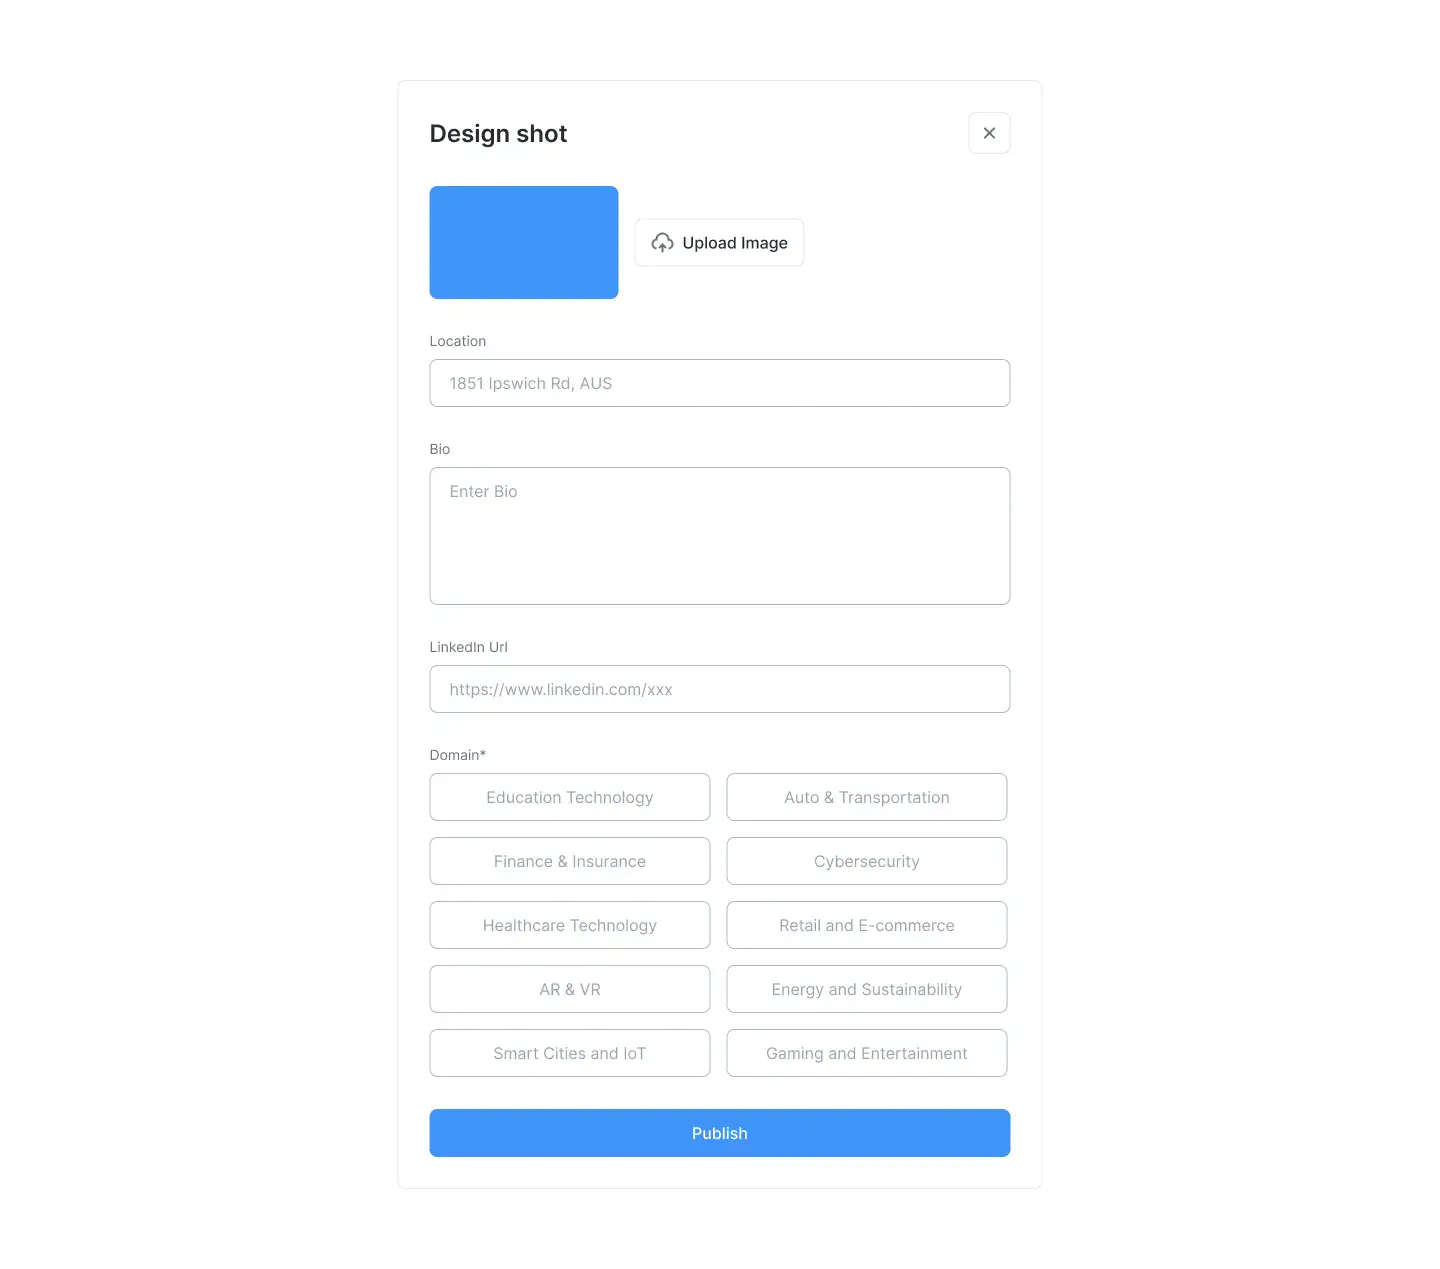 Design shot
Upload Image
Location
1851 Ipswich Rd, AUS
Bio
Enter Bio
LinkedIn Url
https://www.linkedin.com/xxx
Domain*
Education Technology
Auto & Transportation
Finance & Insurance
Cybersecurity
Healthcare Technology
Retail and E-commerce
AR & VR
Energy and Sustainability
Smart Cities and IoT
Gaming and Entertainment
Publish